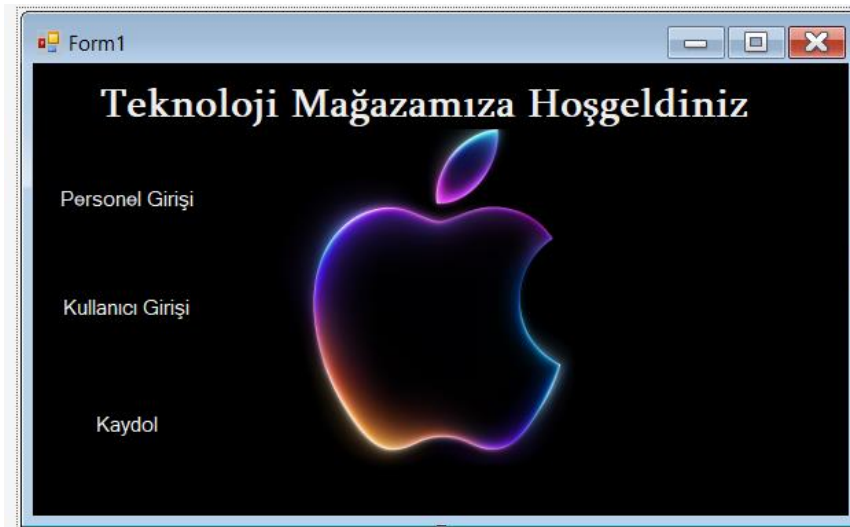 Form1
Teknoloji Mağazamıza Hoşgeldiniz
Personel Girişi
Kullanıcı Girişi
Kaydol